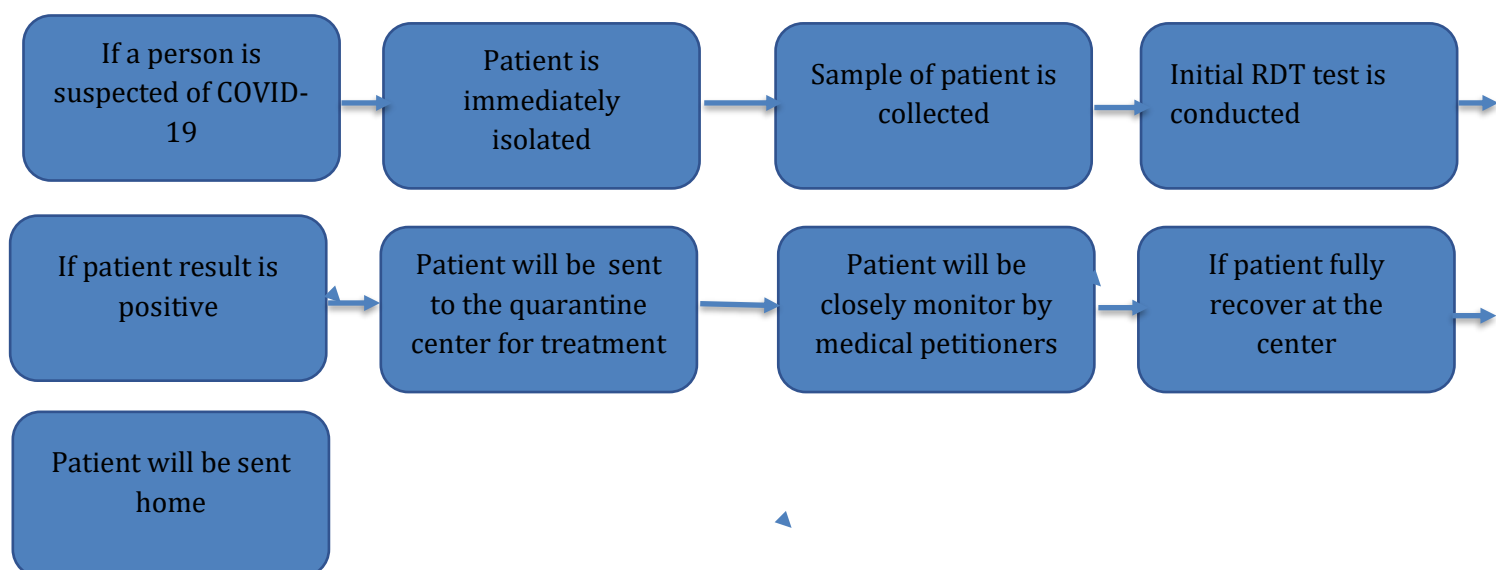 If a person is
suspected of COVID-
19
Patient is
immediately
isolated
Sample of patient is
collected
Initial RDT test is
conducted
If patient result is
positive
Patient will be  sent
to the quarantine
center for treatment
Patient will be
closely monitor by
medical petitioners
If patient fully
recover at the
center
Patient will be sent
home